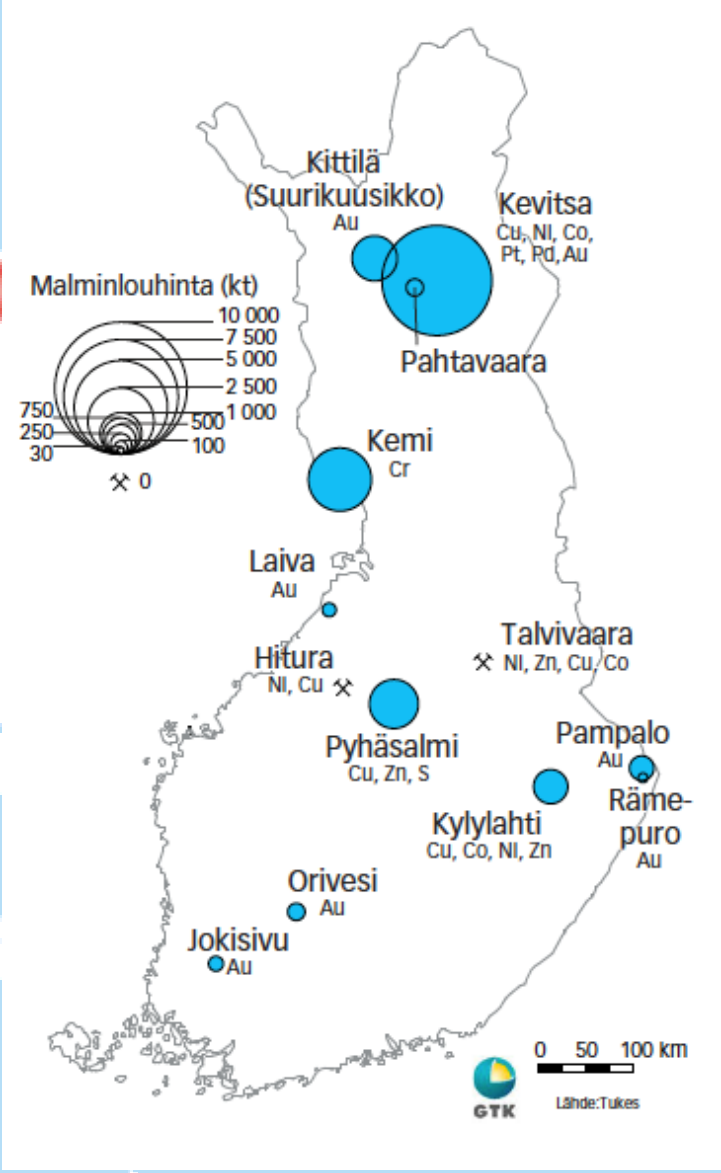 Kittilä
(Suurikuusikko)
Au
Kevitsa
Cu, NI, Co,
Pt, Pd, Au
Malminlouhinta (kt)
10 000
7 500
5 000
2 500
1 000
750
500
250
100
30
0
Pahtavaara
Kemi
Cr
Laiva
Au
Talvivaara
NI, Zn, Cu, Co
Hitura
NI, Cu
Pyhäsalmi
Cu, Zn, S
Pampalo
Au
Räme-
puro
Au
Kylylahti
Cu, Co, NI, Zn
Orivesi
Au
Jokisivu
Au
0 50 100 km
GTK
Lähde:Tukes